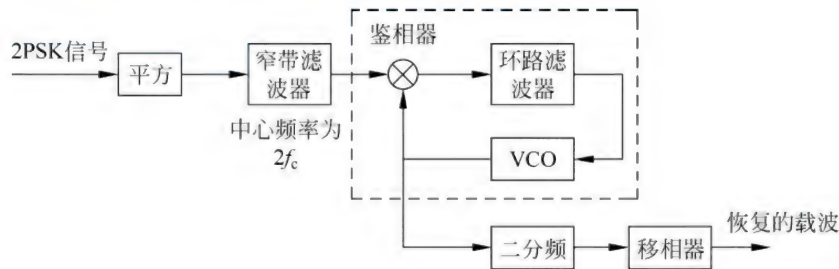 2PSK信号
平方
窄带滤
波器
中心频率为
2fc
鉴相器
环路滤
波器
VCO
二分频
移相器
恢复的载波